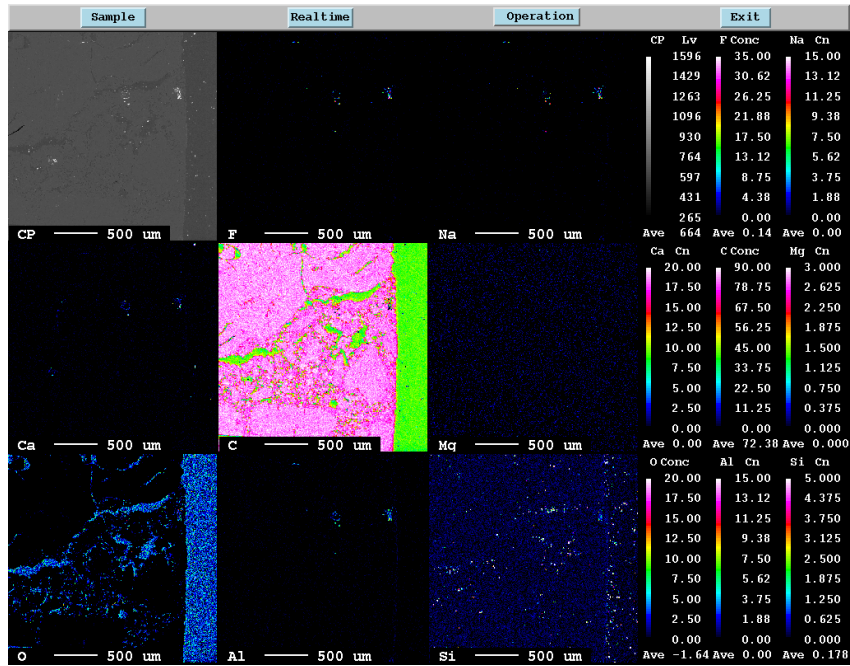 Sample Realtime Operation Exit
CP Lv F Conc Na Cn
1596 35.00 15.00
1429 30.62 13.12
1263 26.25 11.25
1096 21.88 9.38
930 17.50 7.50
764 13.12 5.62
597 8.75 3.75
431 4.38 1.88
265 0.00 0.00
Ave 664 Ave 0.14 Ave 0.00
CP 500 um F 500 um Na 500 um
Ca Cn C Conc Mg Cn
20.00 90.00 3.000
17.50 78.75 2.625
15.00 67.50 2.250
12.50 56.25 1.875
10.00 45.00 1.500
7.50 33.75 1.125
5.00 22.50 0.750
2.50 11.25 0.375
0.00 0.00 0.000
Ave 0.00 Ave 72.38 Ave 0.000
Ca 500 um C 500 um Mg 500 um
O Conc Al Cn Si Cn
20.00 15.00 5.000
17.50 13.12 4.375
15.00 11.25 3.750
12.50 9.38 3.125
10.00 7.50 2.500
7.50 5.62 1.875
5.00 3.75 1.250
2.50 1.88 0.625
0.00 0.00 0.000
Ave -1.64 Ave 0.00 Ave 0.178
O 500 um Al 500 um Si 500 um